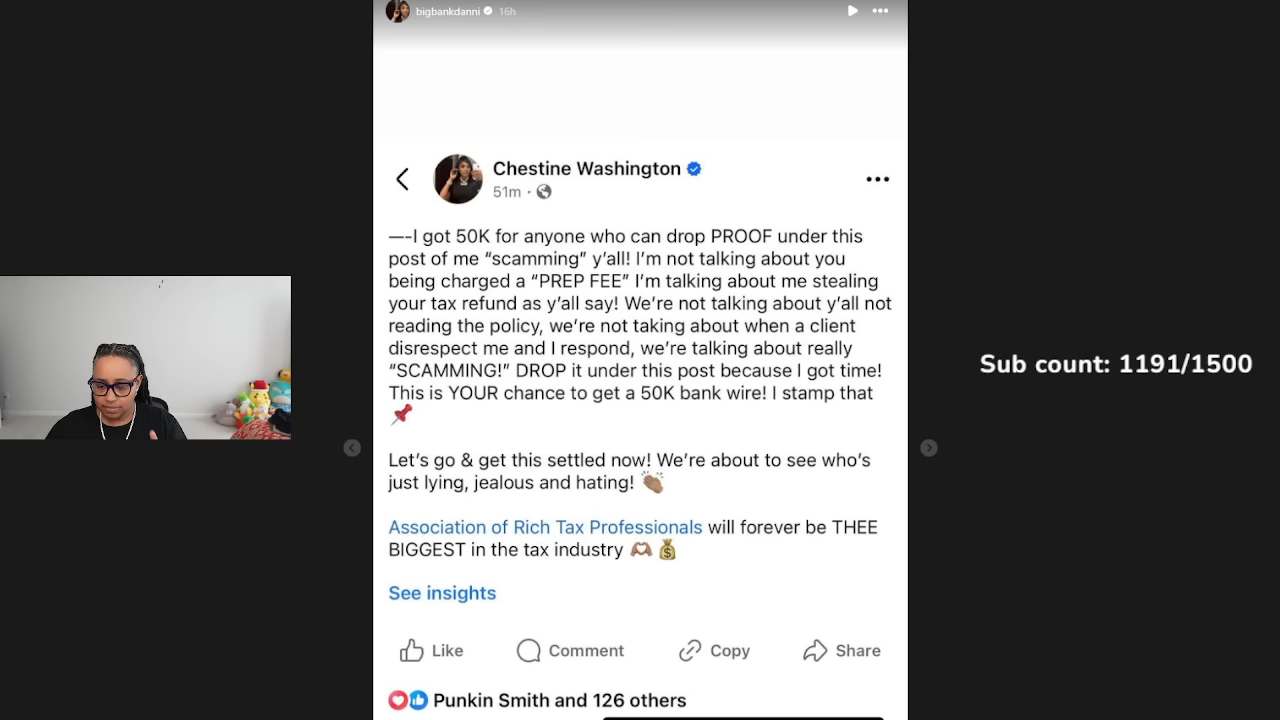 bigbankdanni 16h
Chestine Washington
51m
—-I got 50K for anyone who can drop PROOF under this
post of me “scamming” y’all! I’m not talking about you
being charged a “PREP FEE” I’m talking about me stealing
your tax refund as y’all say! We’re not talking about y’all not
reading the policy, we’re not taking about when a client
disrespect me and I respond, we’re talking about really
“SCAMMING!” DROP it under this post because I got time!
This is YOUR chance to get a 50K bank wire! I stamp that
📌
Let’s go & get this settled now! We’re about to see who’s
just lying, jealous and hating! 👏🏽
Association of Rich Tax Professionals will forever be THEE
BIGGEST in the tax industry 🫶🏽 💰
See insights
Like Comment Copy Share
Punkin Smith and 126 others
Sub count: 1191/1500